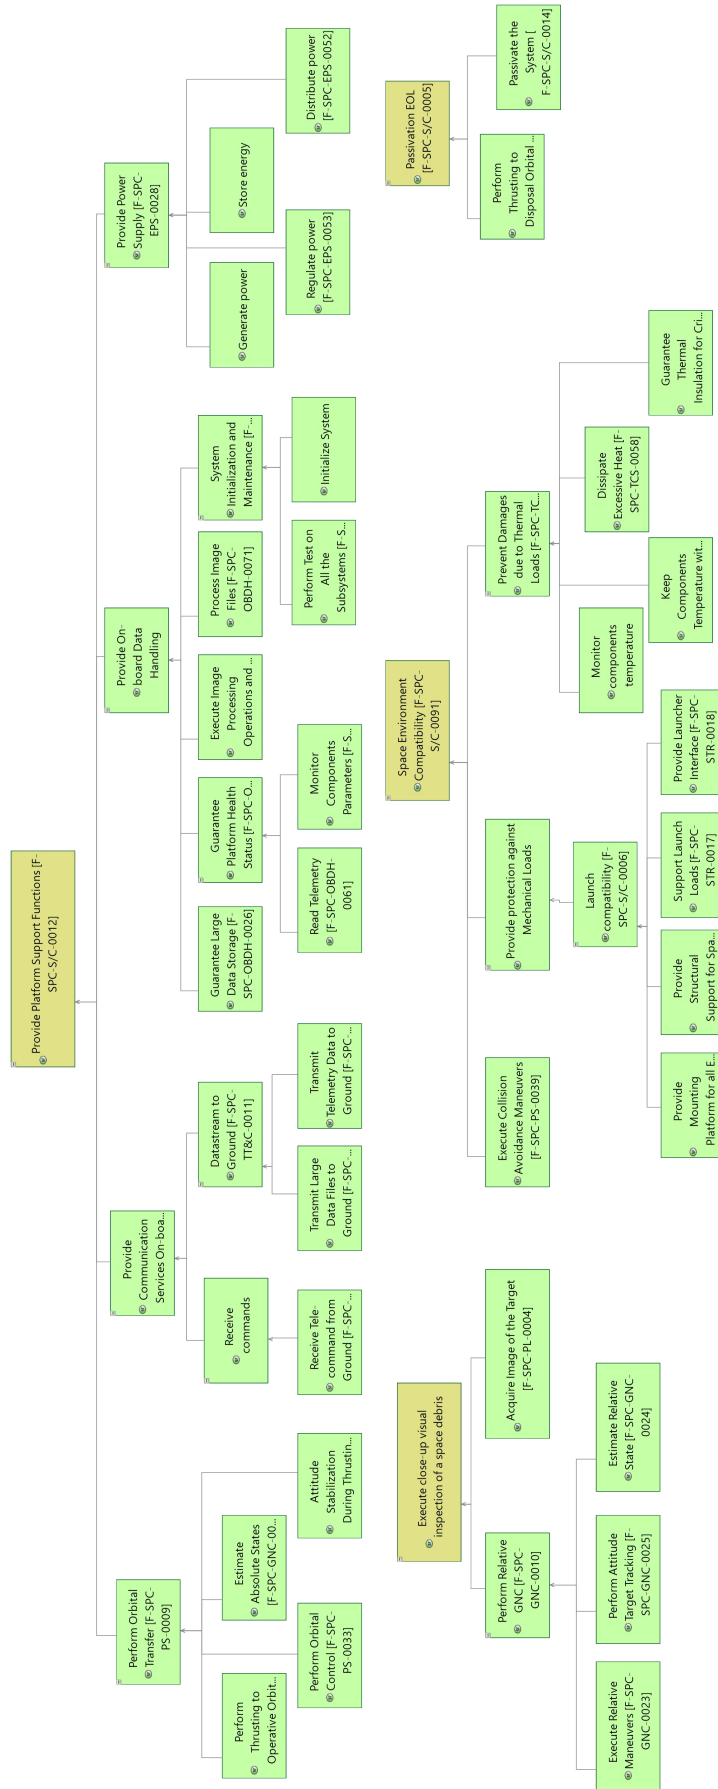 Provide Platform Support Functions [F-
SPC-S/C-0012]
Perform Orbital
Transfer [F-SPC-
PS-0009]
Provide
Communication
Services On-boa...
Provide On-
board Data
Handling
Provide Power
Supply [F-SPC-
EPS-0028]
Perform
Thrusting to
Operative Orbit...
Perform Orbital
Control [F-SPC-
PS-0033]
Estimate
Absolute States
[F-SPC-GNC-00...
Attitude
Stabilization
During Thrustin...
Receive
commands
Receive Tele-
command from
Ground [F-SPC-...
Datastream to
Ground [F-SPC-
TT&C-0011]
Transmit Large
Data Files to
Ground [F-SPC-...
Transmit
Telemetry Data to
Ground [F-SPC-...
Guarantee Large
Data Storage [F-
SPC-OBDH-0026]
Guarantee
Platform Health
Status [F-SPC-O...
Read Telemetry
[F-SPC-OBDH-
0061]
Monitor
Components
Parameters [F-S...
Execute Image
Processing
Operations and ...
Process Image
Files [F-SPC-
OBDH-0071]
System
Initialization and
Maintenance [F-...
Perform Test on
All the
Subsystems [F-S...
Initialize System
Generate power
Regulate power
[F-SPC-EPS-0053]
Store energy
Distribute power
[F-SPC-EPS-0052]
Execute close-up visual
inspection of a space debris
Perform Relative
GNC [F-SPC-
GNC-0010]
Acquire Image of the Target
[F-SPC-PL-0004]
Execute Relative
Maneuvers [F-SPC-
GNC-0023]
Perform Attitude
Target Tracking [F-
SPC-GNC-0025]
Estimate Relative
State [F-SPC-GNC-
0024]
Space Environment
Compatibility [F-SPC-
S/C-0091]
Execute Collision
Avoidance Maneuvers
[F-SPC-PS-0039]
Provide protection against
Mechanical Loads
Launch
compatibility [F-
SPC-S/C-0006]
Provide
Mounting
Platform for all E...
Provide
Structural
Support for Spa...
Support Launch
Loads [F-SPC-
STR-0017]
Provide Launcher
Interface [F-SPC-
STR-0018]
Prevent Damages
due to Thermal
Loads [F-SPC-TC...
Monitor
components
temperature
Keep
Components
Temperature wit...
Dissipate
Excessive Heat [F-
SPC-TCS-0058]
Guarantee
Thermal
Insulation for Cri...
Passivation EOL
[F-SPC-S/C-0005]
Perform
Thrusting to
Disposal Orbital ...
Passivate the
System [
F-SPC-S/C-0014]